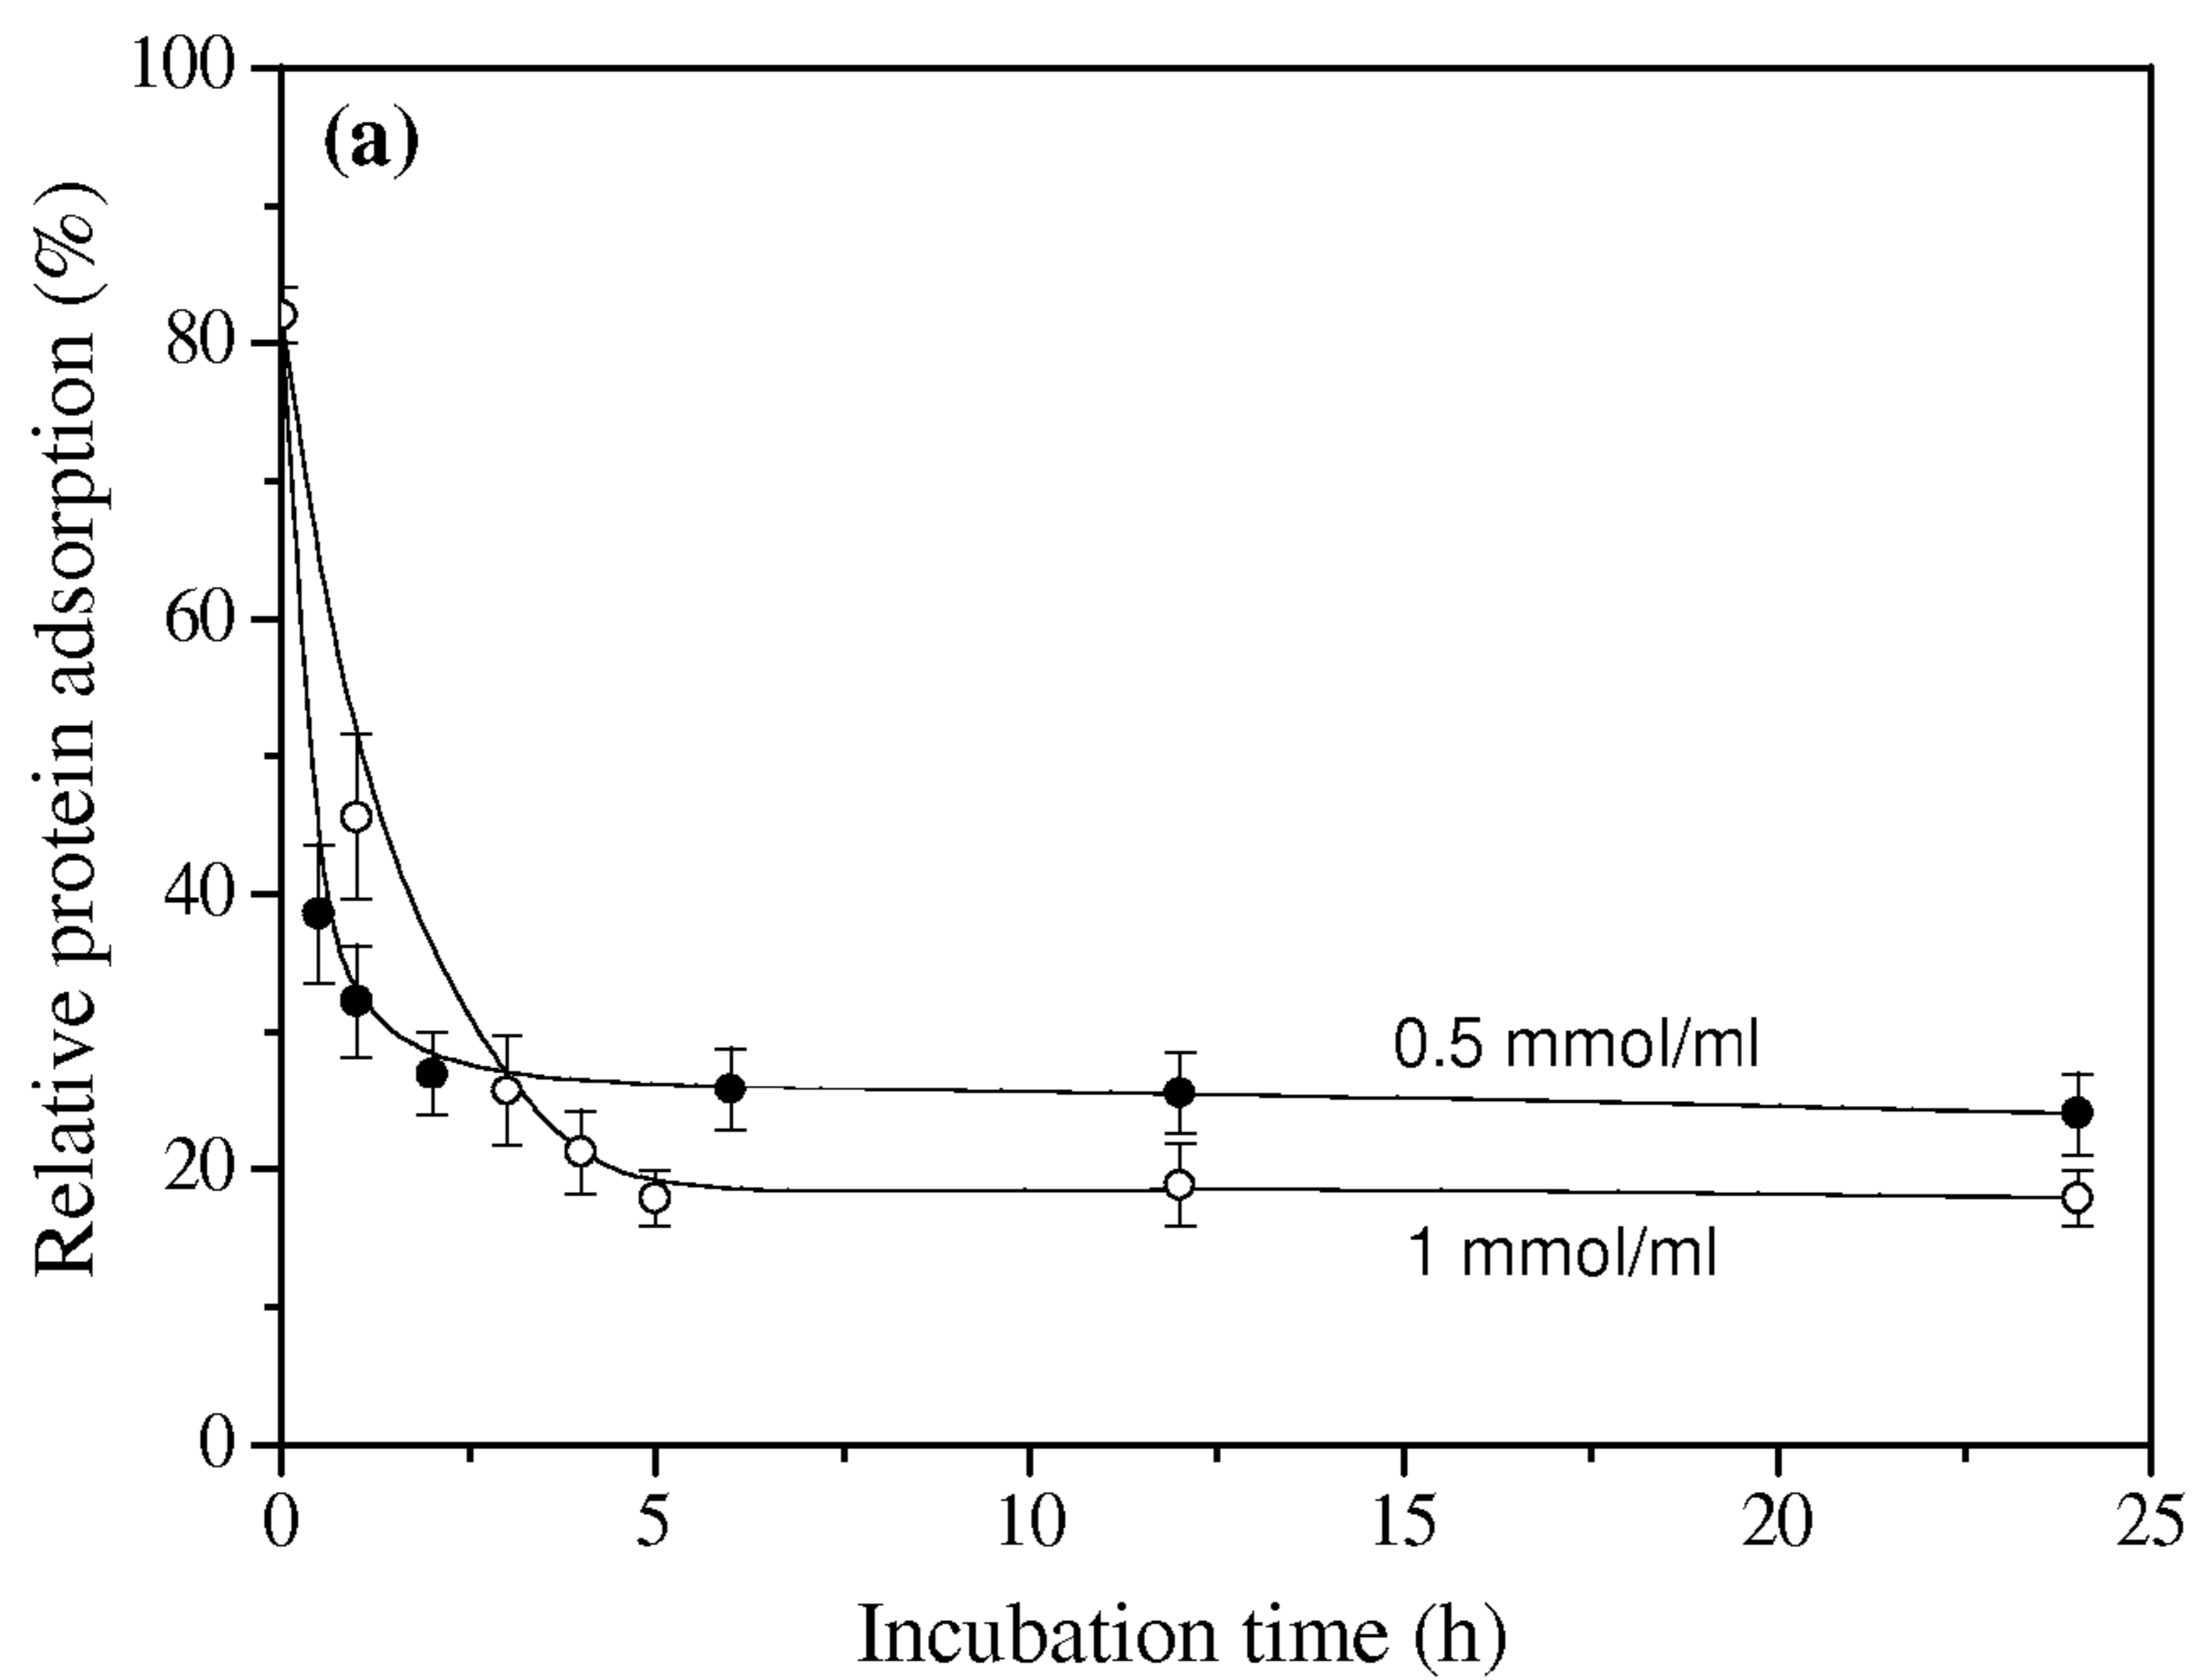 (a)
Relative protein adsorption (%)
100
80
60
40
20
0
0.5 mmol/ml
1 mmol/ml
0 5 10 15 20 25
Incubation time (h)